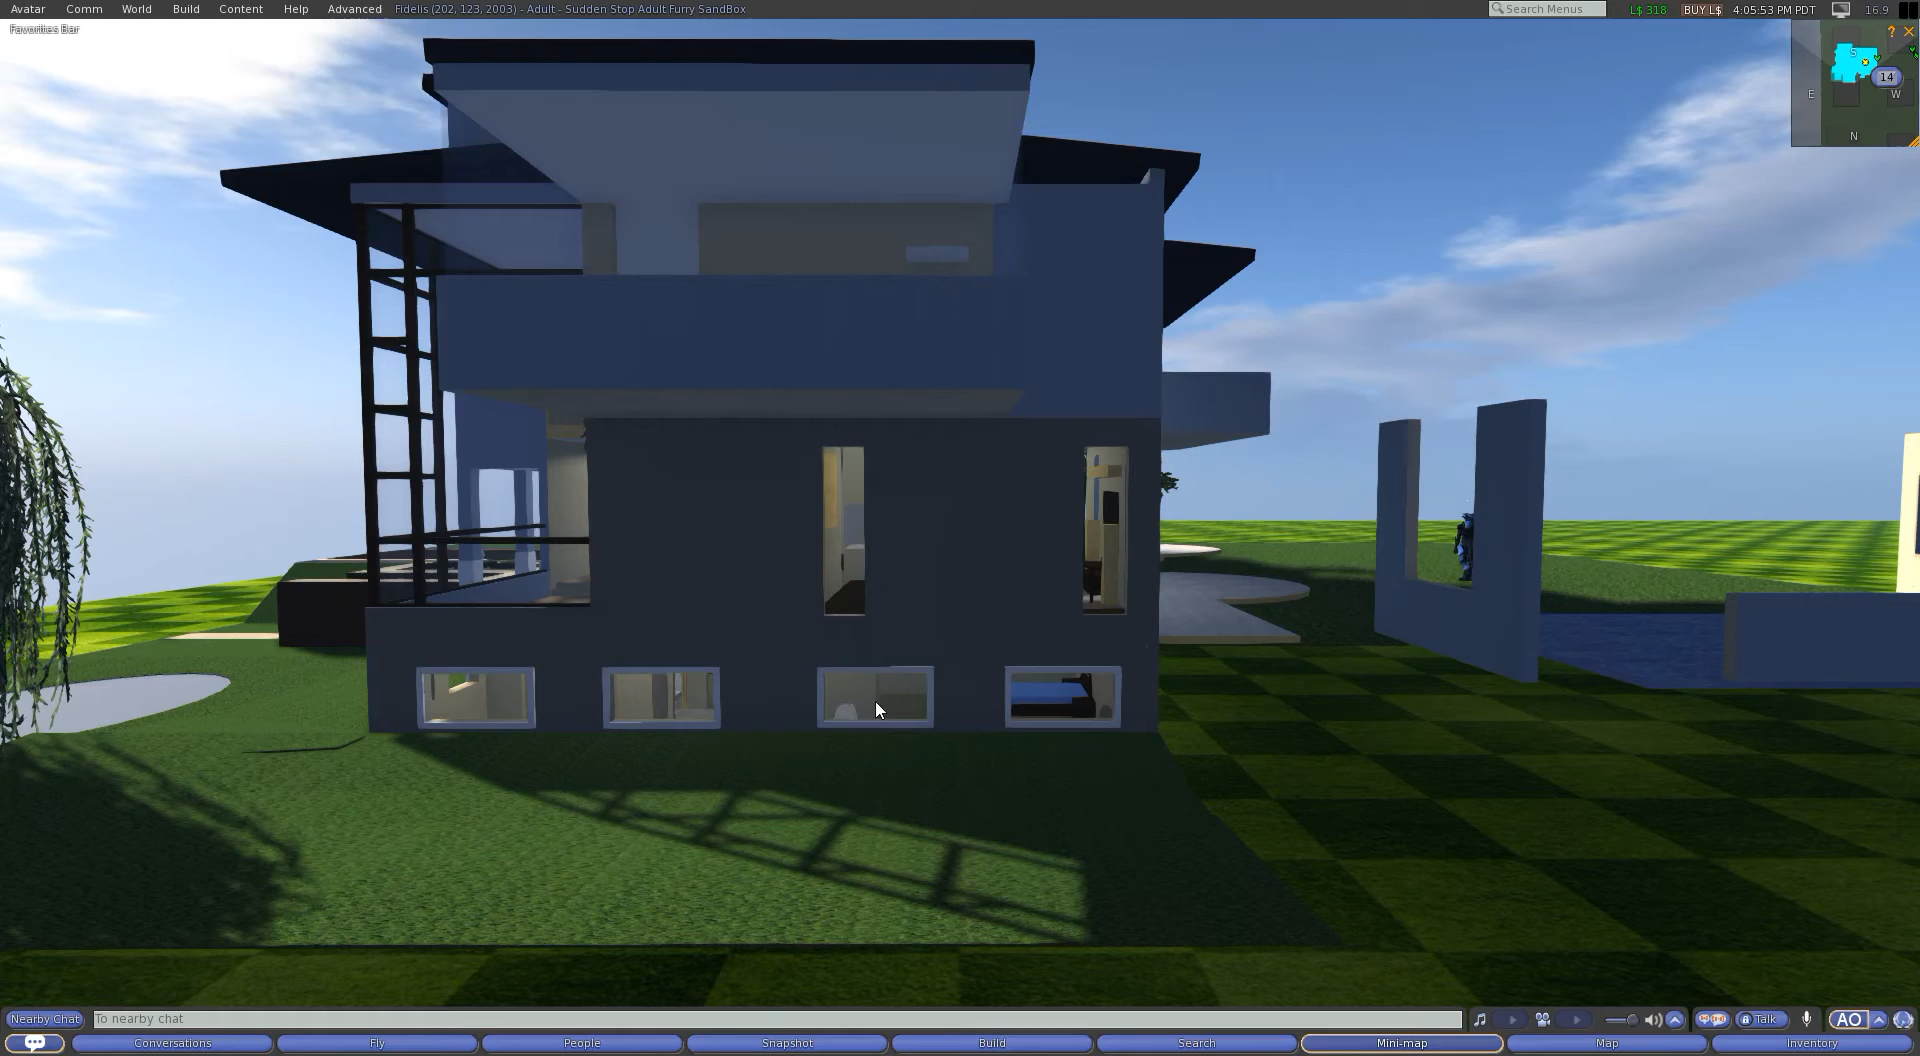 Avatar Comm World Build Content Help Advanced Fidelis (202, 123, 2003) - Adult - Sudden Stop Adult Furry SandBox Search Menus L$ 318 BUY L$ 4:05:53 PM PDT 16.9
Favorites Bar
?
S
14
E W
N
Nearby Chat To nearby chat Talk AO
Conversations Fly People Snapshot Build Search Mini-map Map Inventory